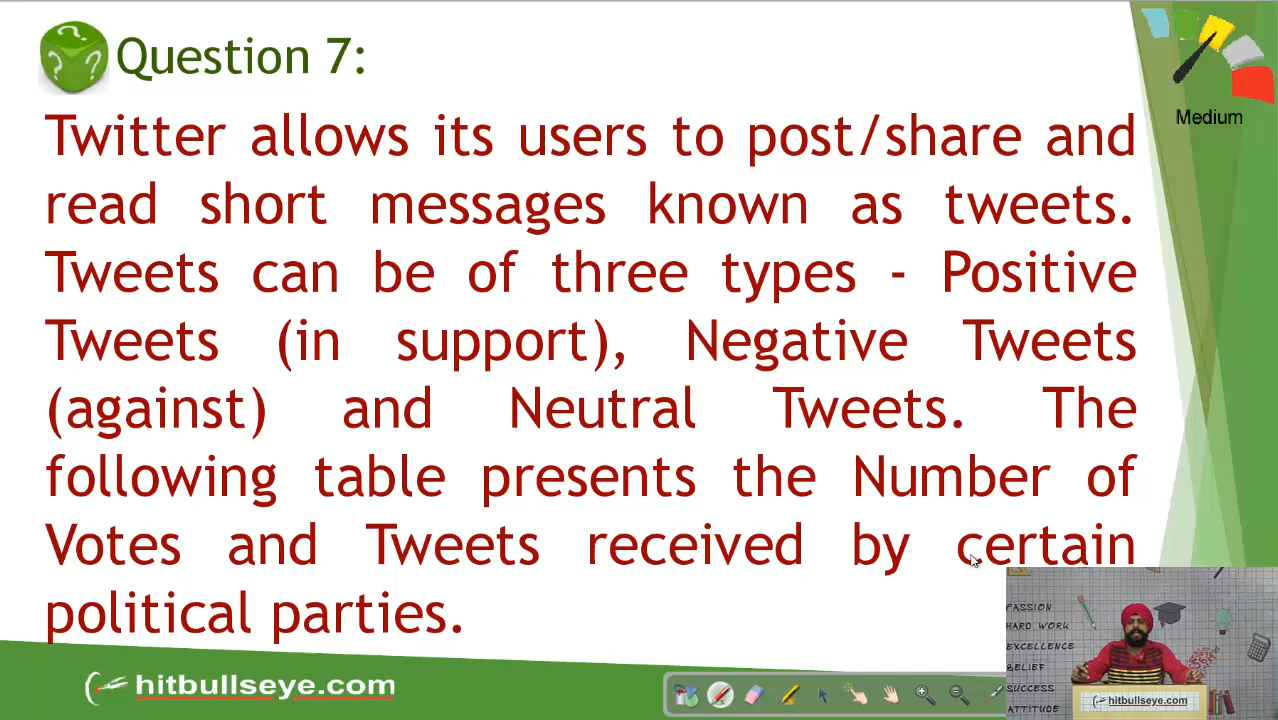 Question 7:
Medium
Twitter allows its users to post/share and
read short messages known as tweets.
Tweets can be of three types - Positive
Tweets (in support), Negative Tweets
(against) and Neutral Tweets. The
following table presents the Number of
Votes and Tweets received by certain
political parties.
PASSION
HARD WORK
EXCELLENCE
BELIEF
SUCCESS
ATTITUDE
hitbullseye.com
hitbullseye.com